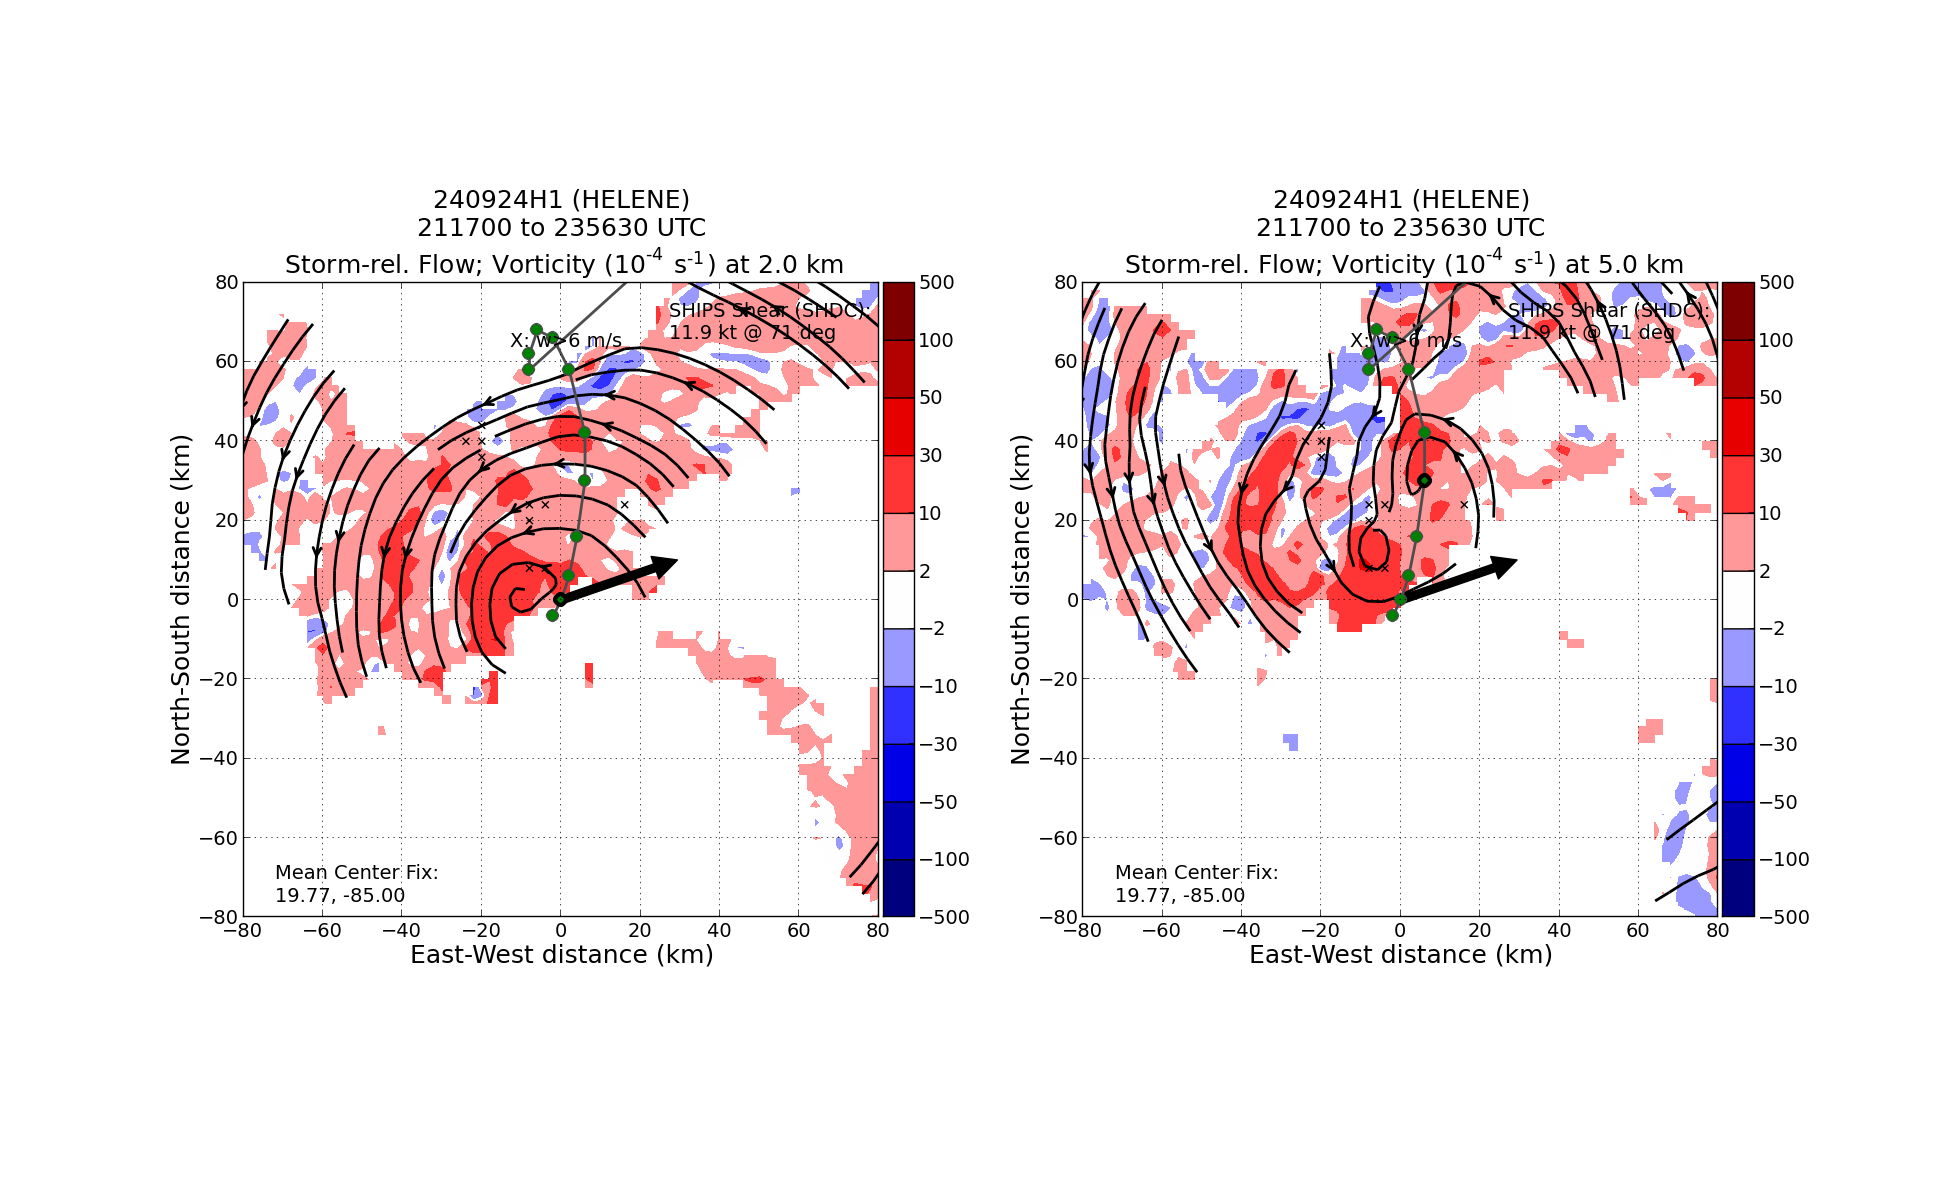 240924H1 (HELENE)
211700 to 235630 UTC
Storm-rel. Flow; Vorticity (10⁻⁴ s⁻¹) at 2.0 km
SHIPS Shear (SHDC):
11.9 kt @ 71 deg
X: w>6 m/s
Mean Center Fix:
19.77, -85.00
North-South distance (km)
80
60
40
20
0
−20
−40
−60
−80
−80 −60 −40 −20 0 20 40 60 80
East-West distance (km)
500
100
50
30
10
2
−2
−10
−30
−50
−100
−500
240924H1 (HELENE)
211700 to 235630 UTC
Storm-rel. Flow; Vorticity (10⁻⁴ s⁻¹) at 5.0 km
SHIPS Shear (SHDC):
11.9 kt @ 71 deg
X: w>6 m/s
Mean Center Fix:
19.77, -85.00
North-South distance (km)
80
60
40
20
0
−20
−40
−60
−80
−80 −60 −40 −20 0 20 40 60 80
East-West distance (km)
500
100
50
30
10
2
−2
−10
−30
−50
−100
−500